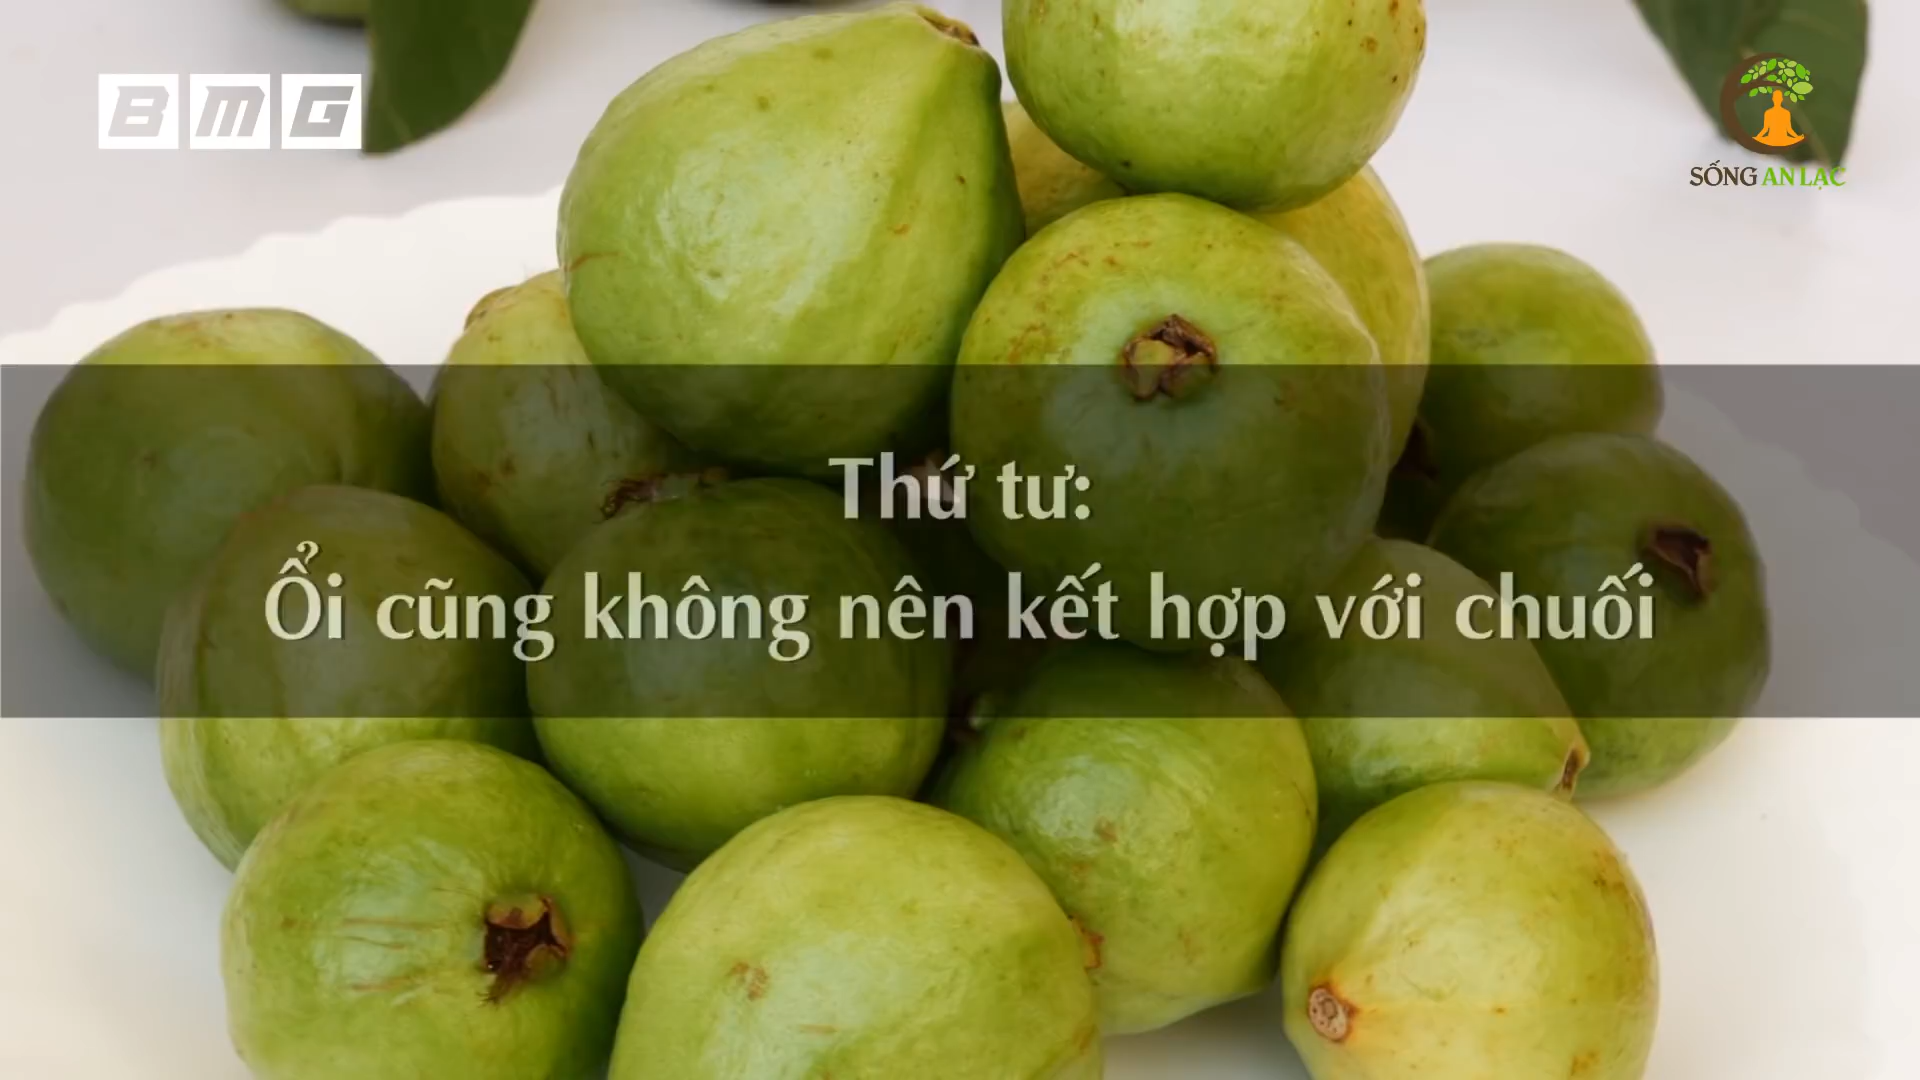 BMG
SỐNG AN LẠC
Thứ tư:
Ổi cũng không nên kết hợp với chuối